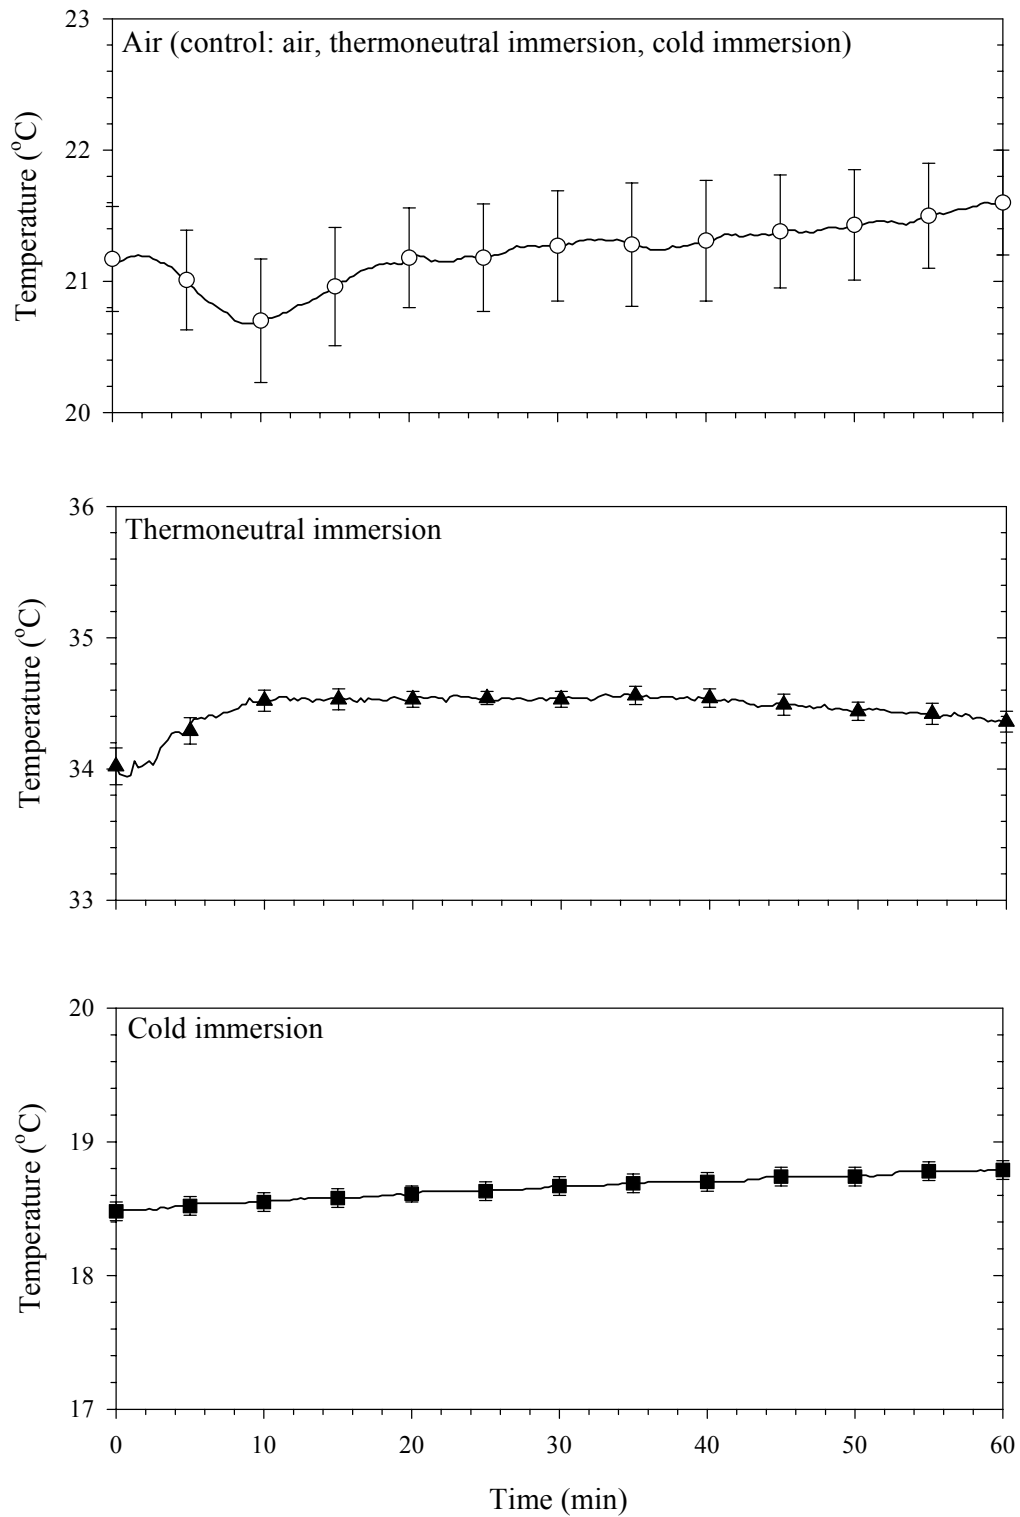 23
Air (control: air, thermoneutral immersion, cold immersion)
22
21
20
Temperature (°C)
36
Thermoneutral immersion
35
34
33
Temperature (°C)
20
Cold immersion
19
18
17
Temperature (°C)
0 10 20 30 40 50 60
Time (min)